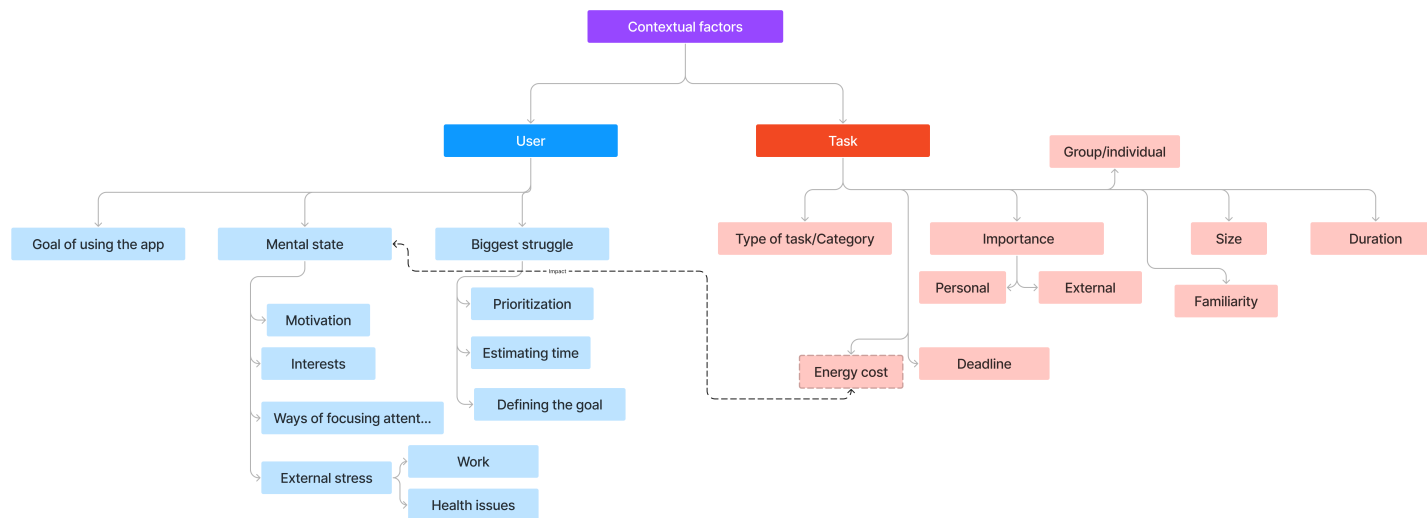 Contextual factors
User
Task
Group/individual
Goal of using the app
Mental state
Biggest struggle
Type of task/Category
Importance
Size
Duration
Impact
Personal
External
Familiarity
Prioritization
Motivation
Estimating time
Interests
Energy cost
Deadline
Defining the goal
Ways of focusing attent...
Work
External stress
Health issues